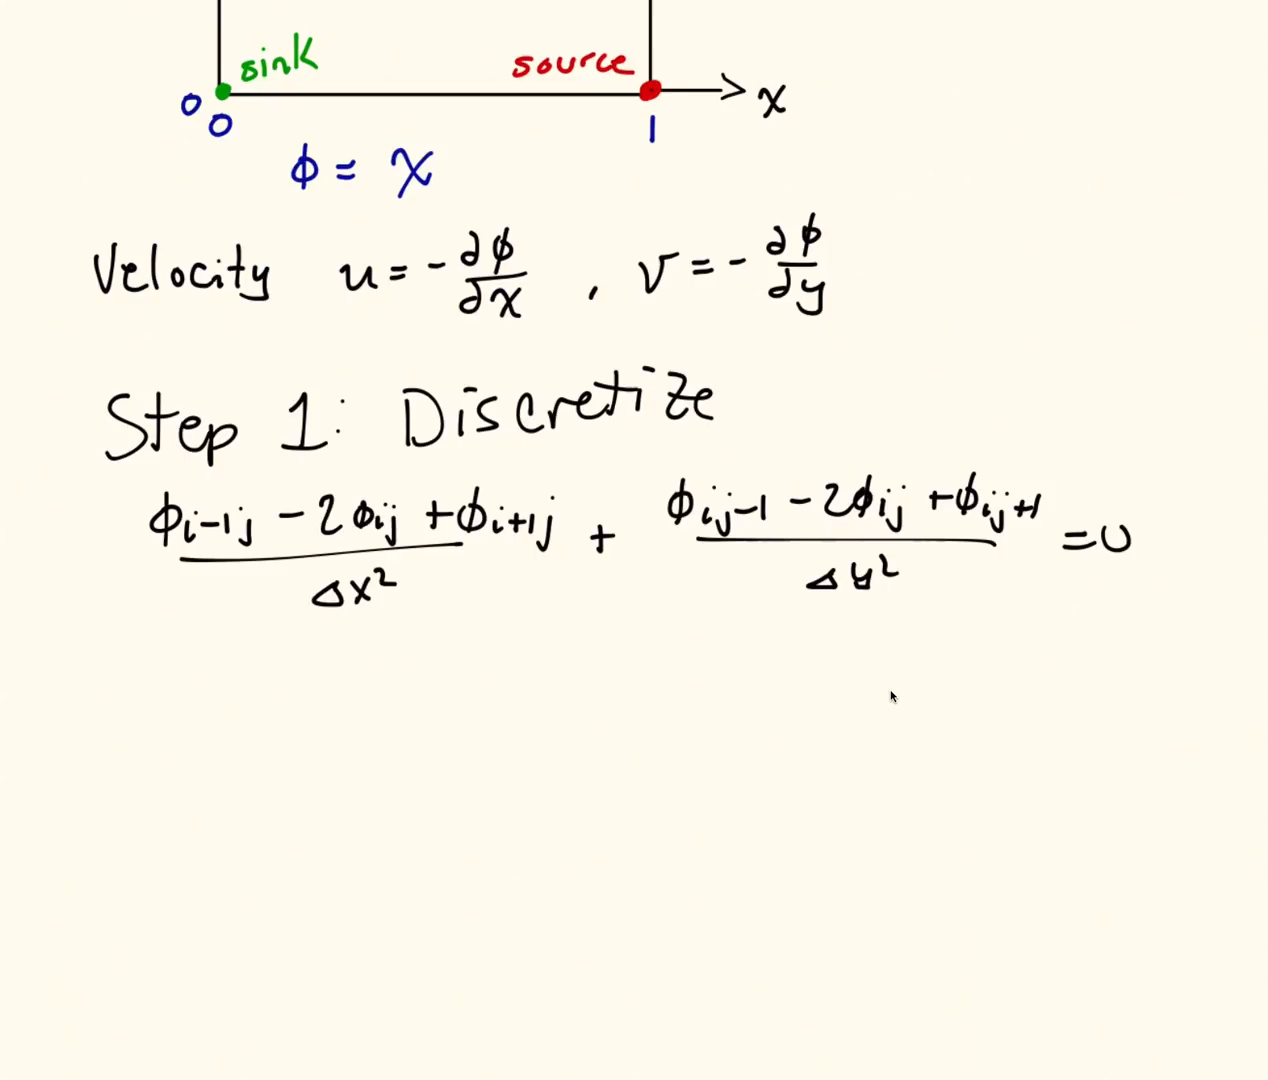 sink source
0 0 1 x
φ = x
Velocity u = -∂φ/∂x , v = -∂φ/∂y
Step 1: Discretize
(φi-1j - 2φij + φi+1j)/Δx² + (φij-1 - 2φij + φij+1)/Δy² = 0